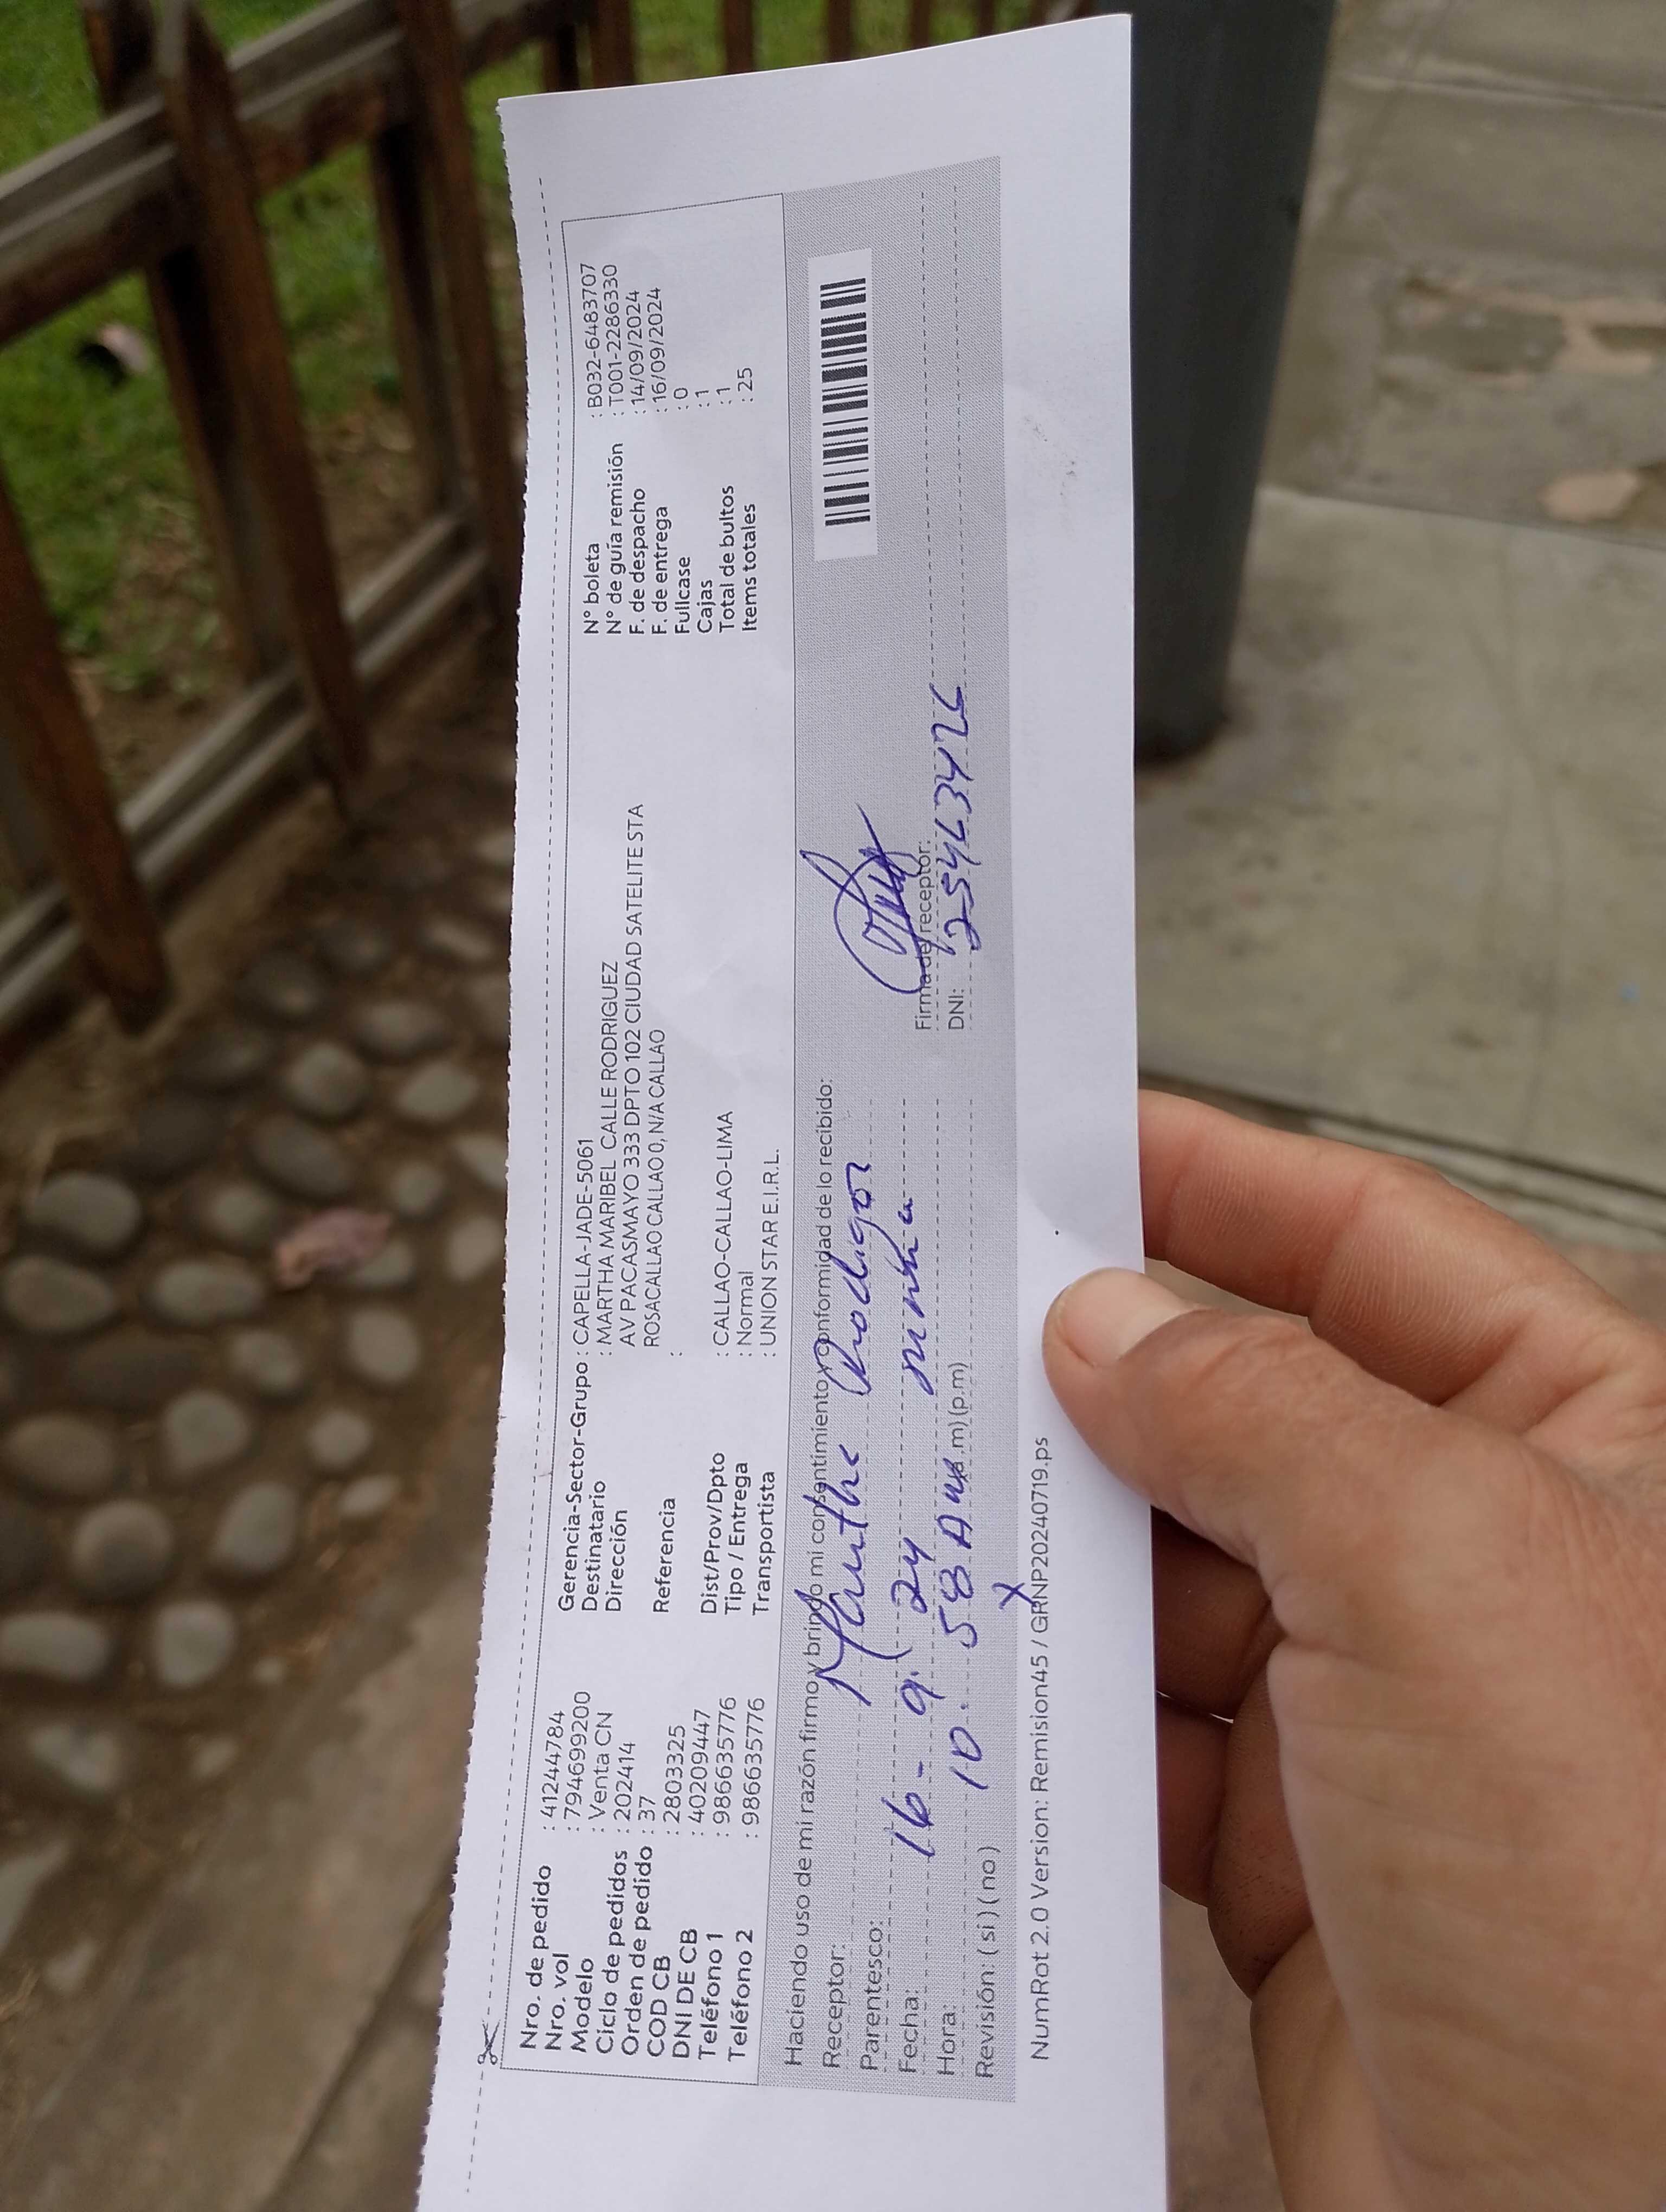 Nro. de pedido : 41244784
Nro. vol : 794699200
Modelo : Venta CN
Ciclo de pedidos : 202414
Orden de pedido : 37
COD CB : 2803325
DNI DE CB : 40209447
Teléfono 1 : 986635776
Teléfono 2 : 986635776
Gerencia-Sector-Grupo : CAPELLA-JADE-5061
Destinatario : MARTHA MARIBEL CALLE RODRIGUEZ
Dirección AV PACASMAYO 333 DPTO 102 CIUDAD SATELITE STA
ROSACALLAO CALLAO 0, N/A CALLAO
Referencia :
Dist/Prov/Dpto : CALLAO-CALLAO-LIMA
Tipo / Entrega : Normal
Transportista : UNION STAR E.I.R.L.
N° boleta : B032-6483707
N° de guía remisión : T001-2286330
F. de despacho : 14/09/2024
F. de entrega : 16/09/2024
Fullcase : 0
Cajas : 1
Total de bultos : 1
Items totales : 25
Haciendo uso de mi razón firmo y brindo mi consentimiento y conformidad de lo recibido:
Receptor:
Parentesco:
Fecha: 16 - 9. 24
Hora: 10. 58 Am (a.m) (p.m)
Revisión: ( si ) ( no ) X
Firma de receptor:
DNI:
NumRot 2.0 Version: Remision45 / GRNP20240719.ps